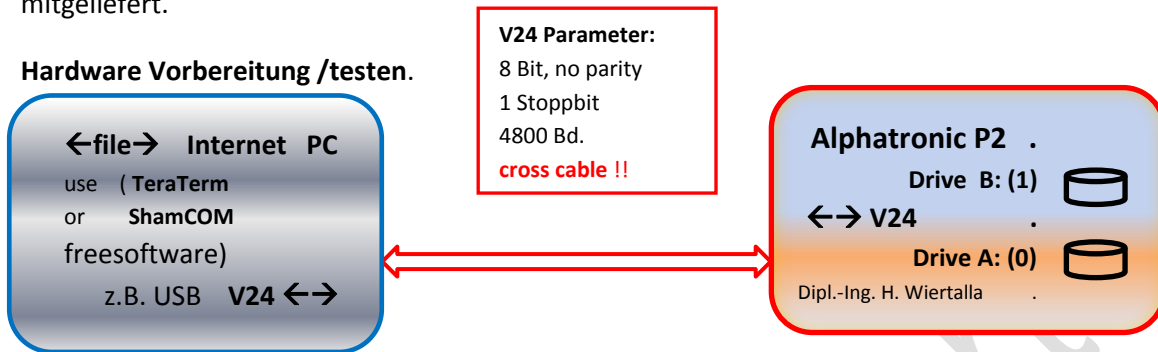 mitgeliefert.
Hardware Vorbereitung /testen.
V24 Parameter:
8 Bit, no parity
1 Stoppbit
4800 Bd.
cross cable !!
←file→ Internet PC
use ( TeraTerm
or ShamCOM
freesoftware)
z.B. USB V24 ←→
Alphatronic P2 .
Drive B: (1)
←→ V24 .
Drive A: (0)
Dipl.-Ing. H. Wiertalla .